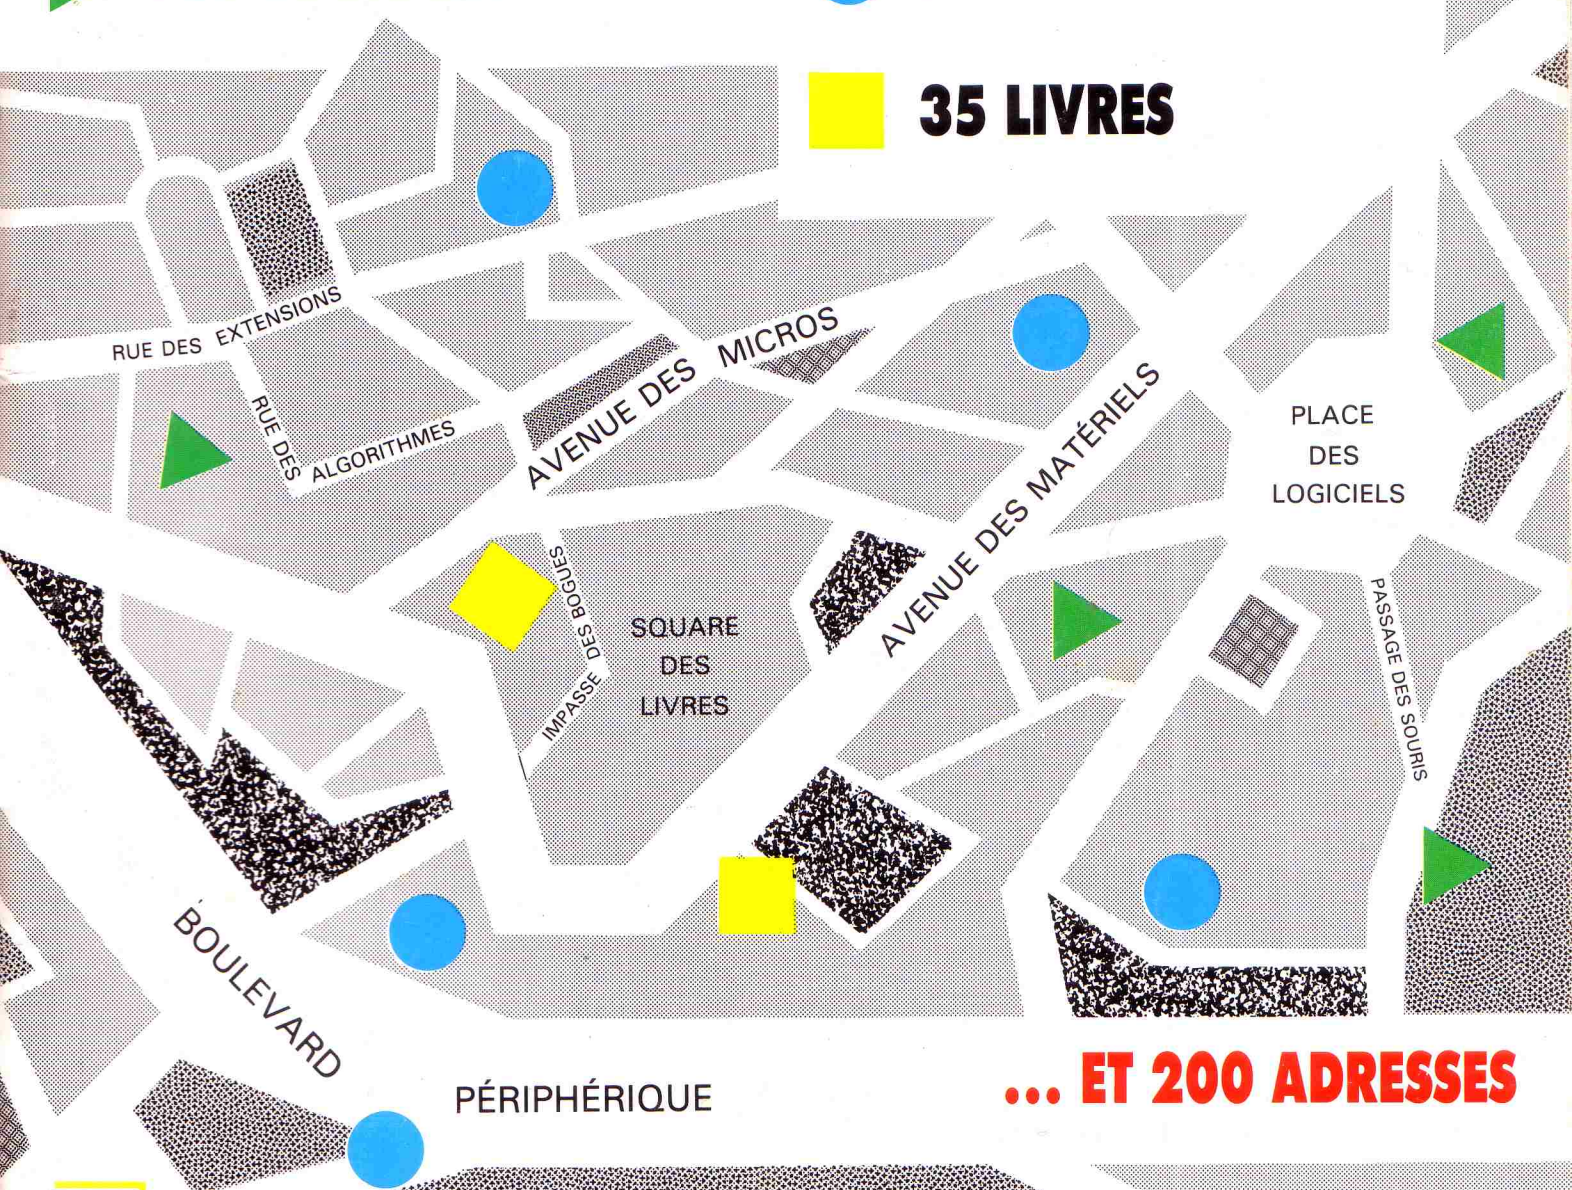 35 LIVRES
RUE DES EXTENSIONS
AVENUE DES MICROS
RUE DES ALGORITHMES
AVENUE DES MATÉRIELS
PLACE
DES
LOGICIELS
IMPASSE DES BOGUES
SQUARE
DES
LIVRES
PASSAGE DES SOURIS
BOULEVARD PÉRIPHÉRIQUE
... ET 200 ADRESSES